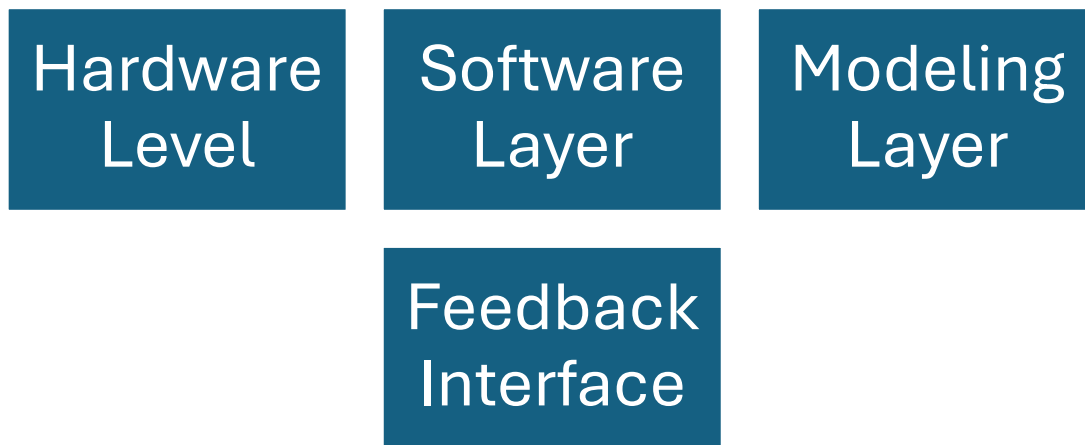 Hardware
Level
Software
Layer
Modeling
Layer
Feedback
Interface